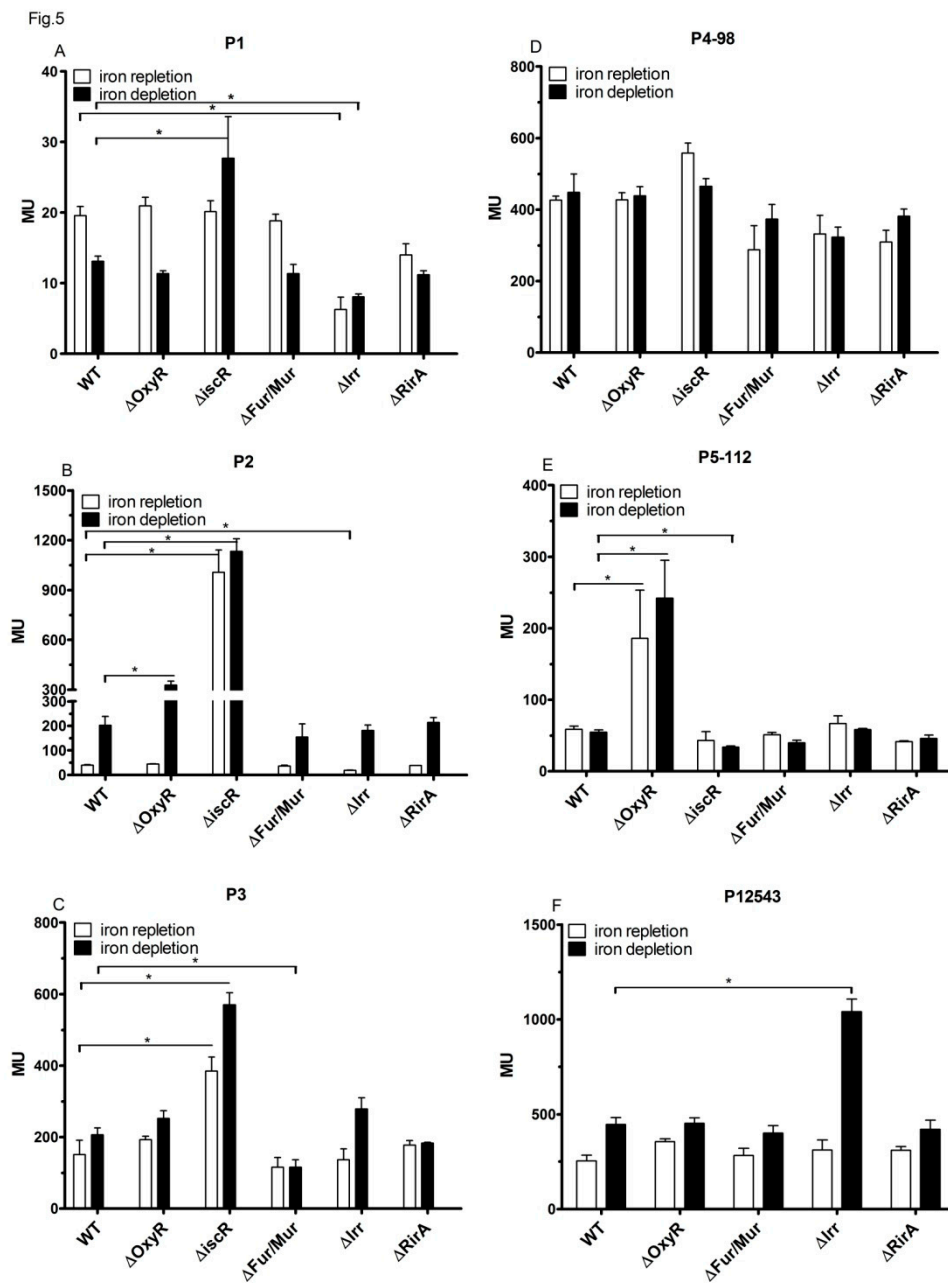 Fig.5
A
P1
iron repletion
iron depletion
MU
40
30
20
10
0
*
*
*
WT
ΔOxyR
ΔiscR
ΔFur/Mur
ΔIrr
ΔRirA
B
P2
iron repletion
iron depletion
MU
1500
1200
900
600
300
300
200
100
50
0
*
*
*
*
WT
ΔOxyR
ΔiscR
ΔFur/Mur
ΔIrr
ΔRirA
C
P3
iron repletion
iron depletion
MU
800
600
400
200
0
*
*
*
WT
ΔOxyR
ΔiscR
ΔFur/Mur
ΔIrr
ΔRirA
D
P4-98
iron repletion
iron depletion
MU
800
600
400
200
0
WT
ΔOxyR
ΔiscR
ΔFur/Mur
ΔIrr
ΔRirA
E
P5-112
iron repletion
iron depletion
MU
400
300
200
100
0
*
*
*
WT
ΔOxyR
ΔiscR
ΔFur/Mur
ΔIrr
ΔRirA
F
P12543
iron repletion
iron depletion
MU
1500
1000
500
0
*
WT
ΔOxyR
ΔFur/Mur
ΔIrr
ΔRirA